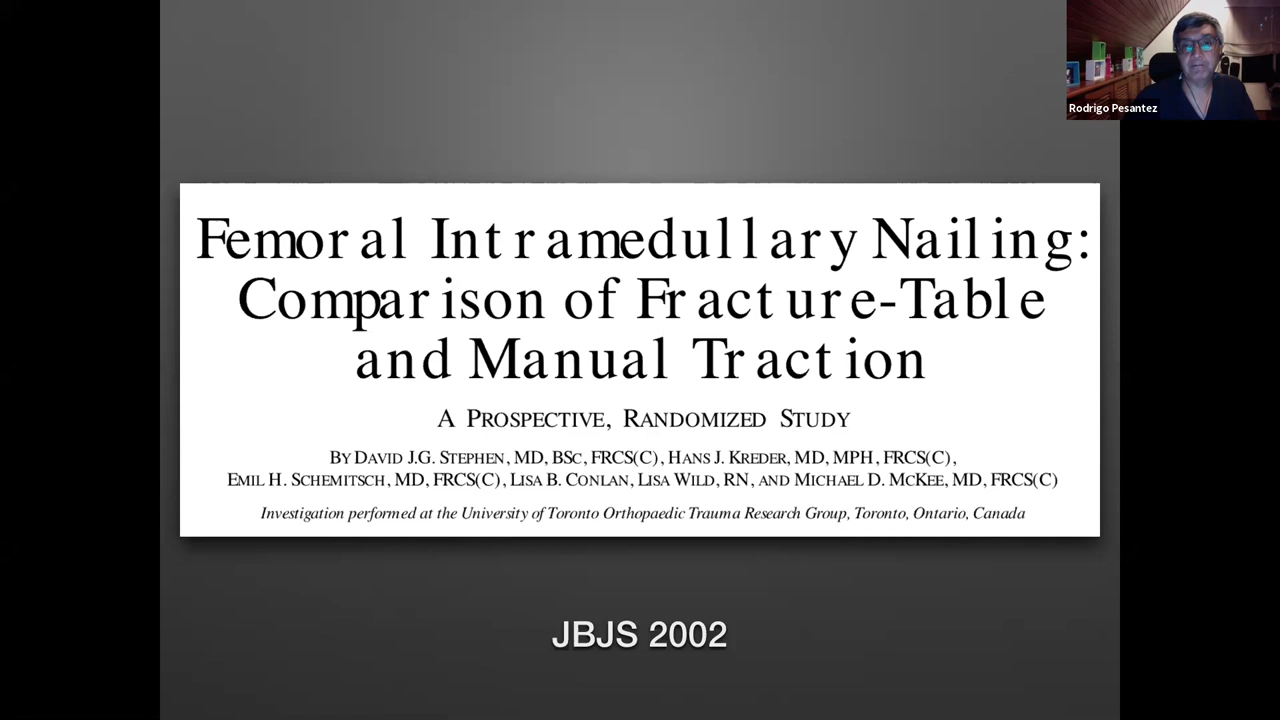 Rodrigo Pesantez
Femoral Intramedullary Nailing:
Comparison of Fracture-Table
and Manual Traction
A PROSPECTIVE, RANDOMIZED STUDY
BY DAVID J.G. STEPHEN, MD, BSC, FRCS(C), HANS J. KREDER, MD, MPH, FRCS(C),
EMIL H. SCHEMITSCH, MD, FRCS(C), LISA B. CONLAN, LISA WILD, RN, AND MICHAEL D. MCKEE, MD, FRCS(C)
Investigation performed at the University of Toronto Orthopaedic Trauma Research Group, Toronto, Ontario, Canada
JBJS 2002